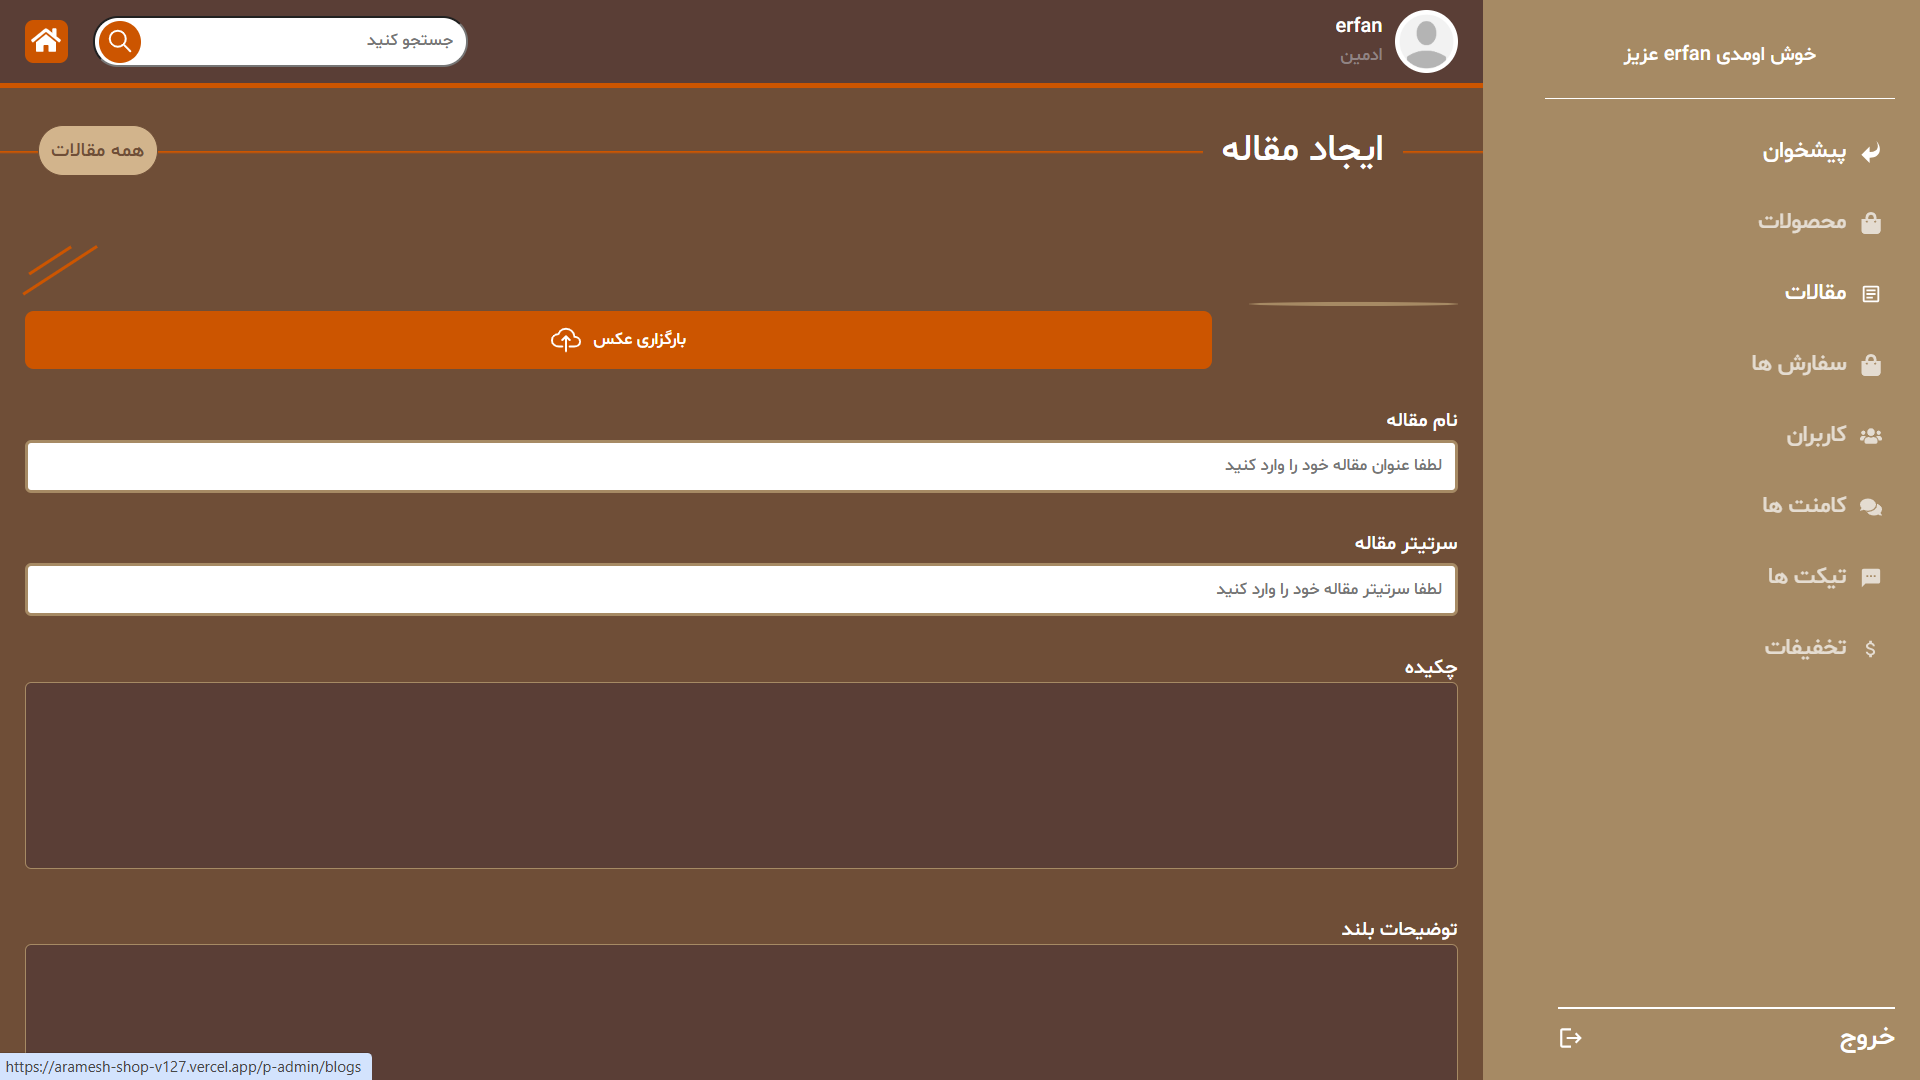 خوش اومدی erfan عزیز
پیشخوان
محصولات
مقالات
سفارش ها
کاربران
کامنت ها
تیکت ها
تخفیفات
خروج
erfan
ادمین
جستجو کنید
ایجاد مقاله
همه مقالات
بارگزاری عکس
نام مقاله
لطفا عنوان مقاله خود را وارد کنید
سرتیتر مقاله
لطفا سرتیتر مقاله خود را وارد کنید
چکیده
توضیحات بلند
https://aramesh-shop-v127.vercel.app/p-admin/blogs